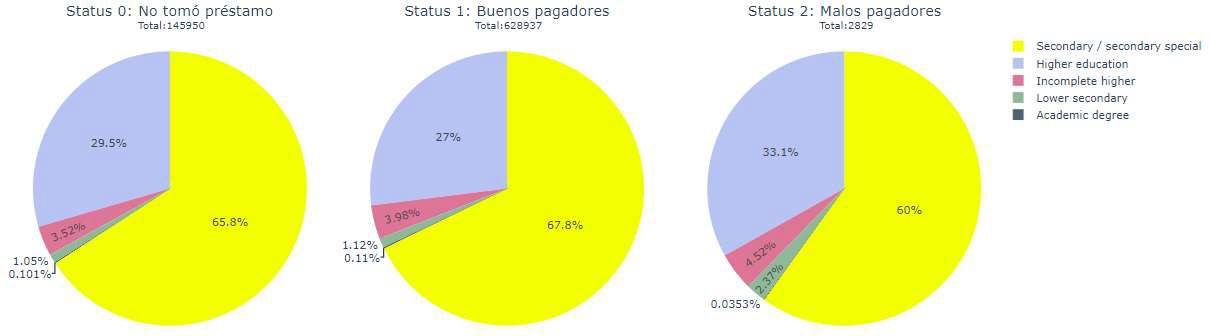 Status 0: No tomó préstamo
Total:145950
29.5%
65.8%
3.52%
1.05%
0.101%
Status 1: Buenos pagadores
Total:628937
27%
67.8%
3.98%
1.12%
0.11%
Status 2: Malos pagadores
Total:2829
33.1%
60%
4.52%
2.37%
0.0353%
Secondary / secondary special
Higher education
Incomplete higher
Lower secondary
Academic degree